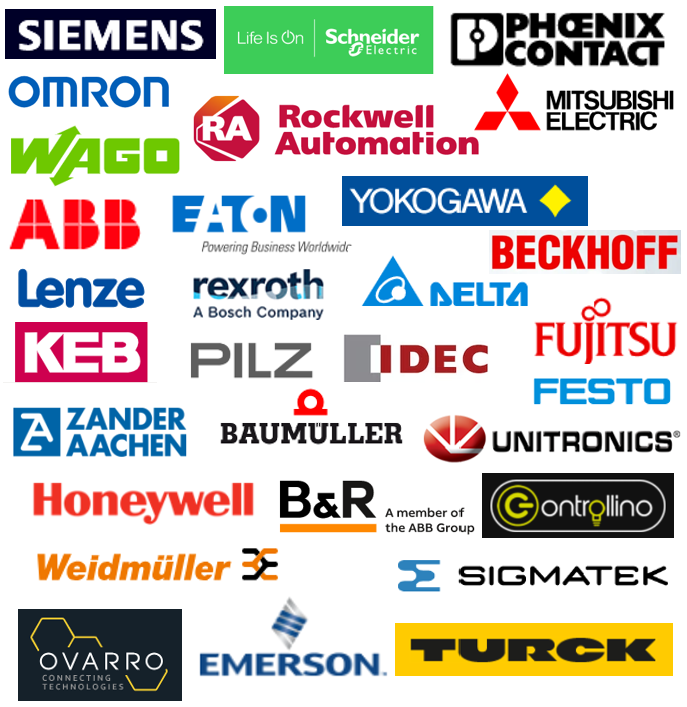 SIEMENS
Life Is On
Schneider
Electric
PHŒNIX
CONTACT
OMRON
RA
Rockwell
Automation
MITSUBISHI
ELECTRIC
WAGO
ABB
EATON
Powering Business Worldwide
YOKOGAWA
BECKHOFF
Lenze
rexroth
A Bosch Company
DELTA
FUJITSU
KEB
PILZ
IDEC
FESTO
ZANDER
AACHEN
BAUMÜLLER
UNITRONICS®
Honeywell
B&R
A member of
the ABB Group
Controllino
Weidmüller
SIGMATEK
OVARRO
CONNECTING
TECHNOLOGIES
EMERSON.
TURCK